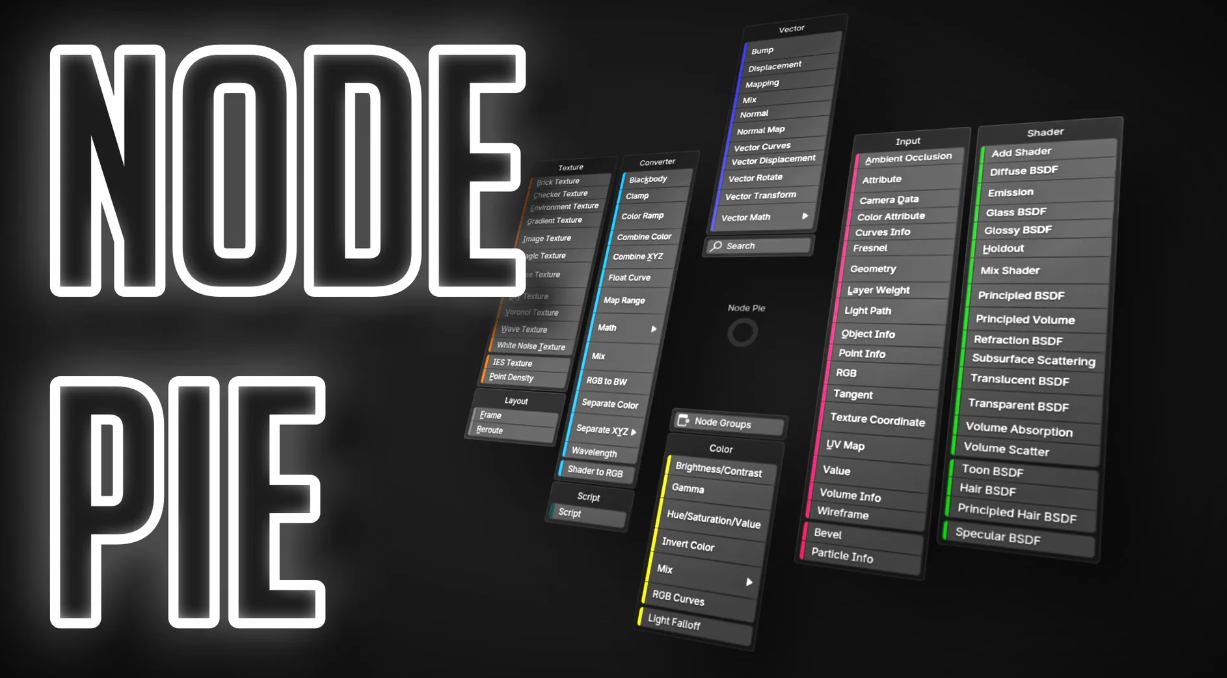 NODE
PIE
Texture
Brick Texture
Checker Texture
Environment Texture
Gradient Texture
Image Texture
Texture
Texture
Texture
Voronoi Texture
Wave Texture
White Noise Texture
IES Texture
Point Density
Layout
Frame
Reroute
Converter
Blackbody
Clamp
Color Ramp
Combine Color
Combine XYZ
Float Curve
Map Range
Math
Mix
RGB to BW
Separate Color
Separate XYZ
Wavelength
Shader to RGB
Script
Script
Vector
Bump
Displacement
Mapping
Mix
Normal
Normal Map
Vector Curves
Vector Displacement
Vector Rotate
Vector Transform
Vector Math
Search
Node Pie
Node Groups
Color
Brightness/Contrast
Gamma
Hue/Saturation/Value
Invert Color
Mix
RGB Curves
Light Falloff
Input
Ambient Occlusion
Attribute
Camera Data
Color Attribute
Curves Info
Fresnel
Geometry
Layer Weight
Light Path
Object Info
Point Info
RGB
Tangent
Texture Coordinate
UV Map
Value
Volume Info
Wireframe
Bevel
Particle Info
Shader
Add Shader
Diffuse BSDF
Emission
Glass BSDF
Glossy BSDF
Holdout
Mix Shader
Principled BSDF
Principled Volume
Refraction BSDF
Subsurface Scattering
Translucent BSDF
Transparent BSDF
Volume Absorption
Volume Scatter
Toon BSDF
Hair BSDF
Principled Hair BSDF
Specular BSDF